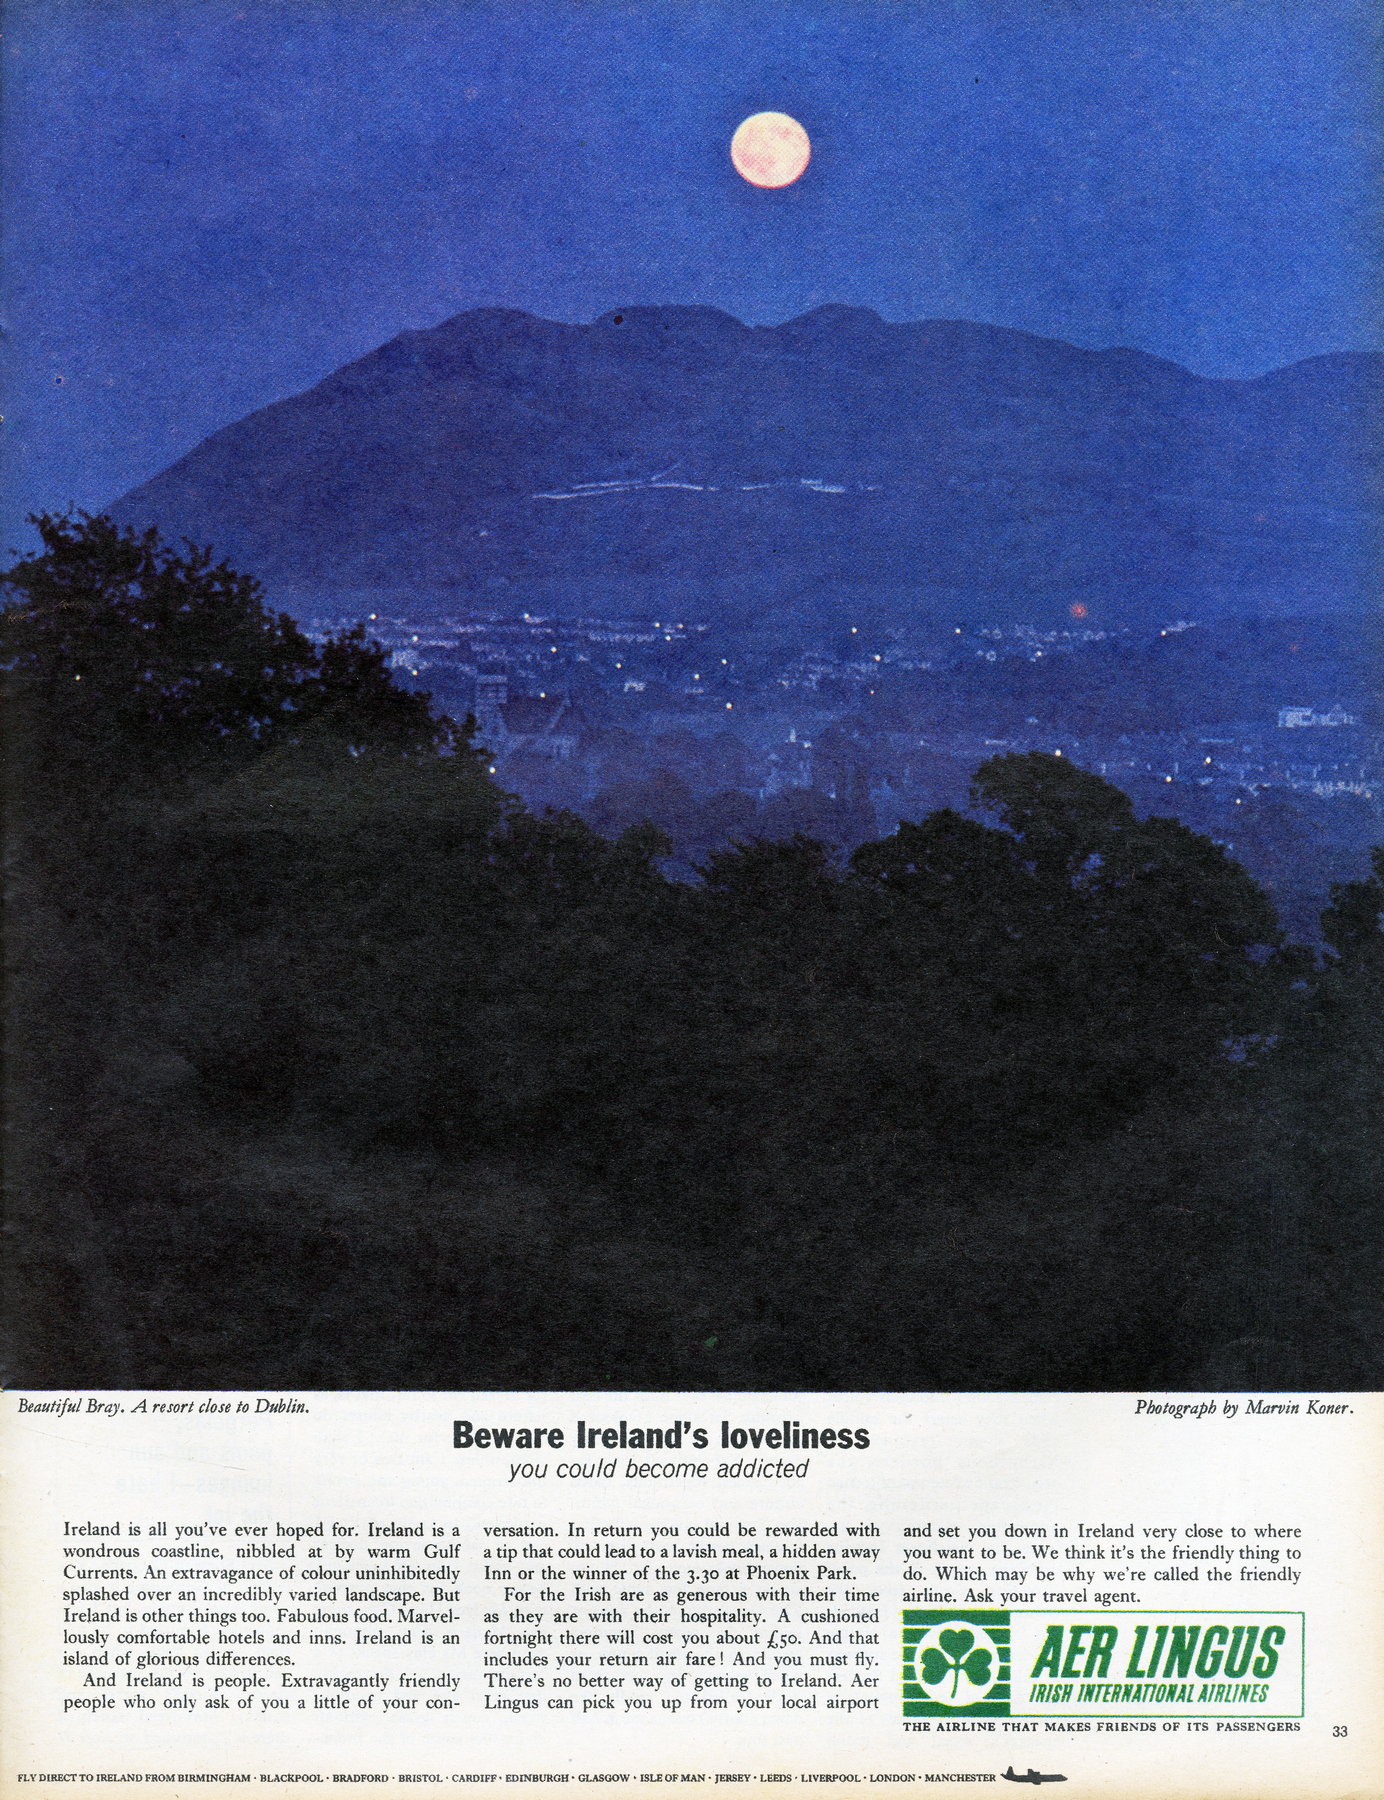 Beautiful Bray. A resort close to Dublin.
Photograph by Marvin Koner.
Beware Ireland's loveliness
you could become addicted
Ireland is all you've ever hoped for. Ireland is a
wondrous coastline, nibbled at by warm Gulf
Currents. An extravagance of colour uninhibitedly
splashed over an incredibly varied landscape. But
Ireland is other things too. Fabulous food. Marvel-
lously comfortable hotels and inns. Ireland is an
island of glorious differences.
And Ireland is people. Extravagantly friendly
people who only ask of you a little of your con-
versation. In return you could be rewarded with
a tip that could lead to a lavish meal, a hidden away
Inn or the winner of the 3.30 at Phoenix Park.
For the Irish are as generous with their time
as they are with their hospitality. A cushioned
fortnight there will cost you about £50. And that
includes your return air fare! And you must fly.
There's no better way of getting to Ireland. Aer
Lingus can pick you up from your local airport
and set you down in Ireland very close to where
you want to be. We think it's the friendly thing to
do. Which may be why we're called the friendly
airline. Ask your travel agent.
AER LINGUS
IRISH INTERNATIONAL AIRLINES
THE AIRLINE THAT MAKES FRIENDS OF ITS PASSENGERS
33
FLY DIRECT TO IRELAND FROM BIRMINGHAM · BLACKPOOL · BRADFORD · BRISTOL · CARDIFF · EDINBURGH · GLASGOW · ISLE OF MAN · JERSEY · LEEDS · LIVERPOOL · LONDON · MANCHESTER